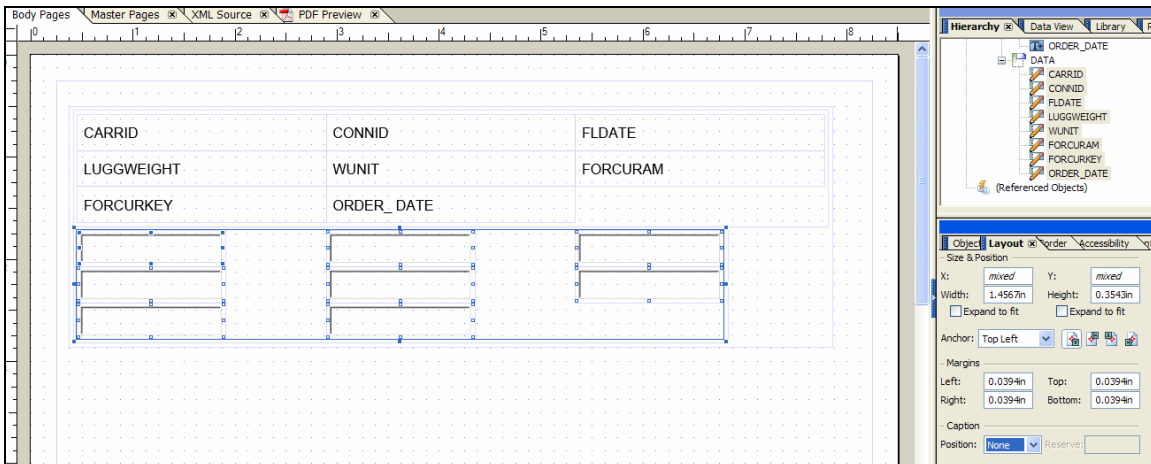 Body Pages Master Pages XML Source PDF Preview
0 1 2 3 4 5 6 7 8
CARRID CONNID FLDATE
LUGGWEIGHT WUNIT FORCURAM
FORCURKEY ORDER_ DATE
Hierarchy Data View Library
ORDER_DATE
DATA
CARRID
CONNID
FLDATE
LUGGWEIGHT
WUNIT
FORCURAM
FORCURKEY
ORDER_DATE
(Referenced Objects)
Object Layout Border Accessibility
Size & Position
X: mixed Y: mixed
Width: 1.4567in Height: 0.3543in
Expand to fit Expand to fit
Anchor: Top Left
Margins
Left: 0.0394in Top: 0.0394in
Right: 0.0394in Bottom: 0.0394in
Caption
Position: None Reserve: